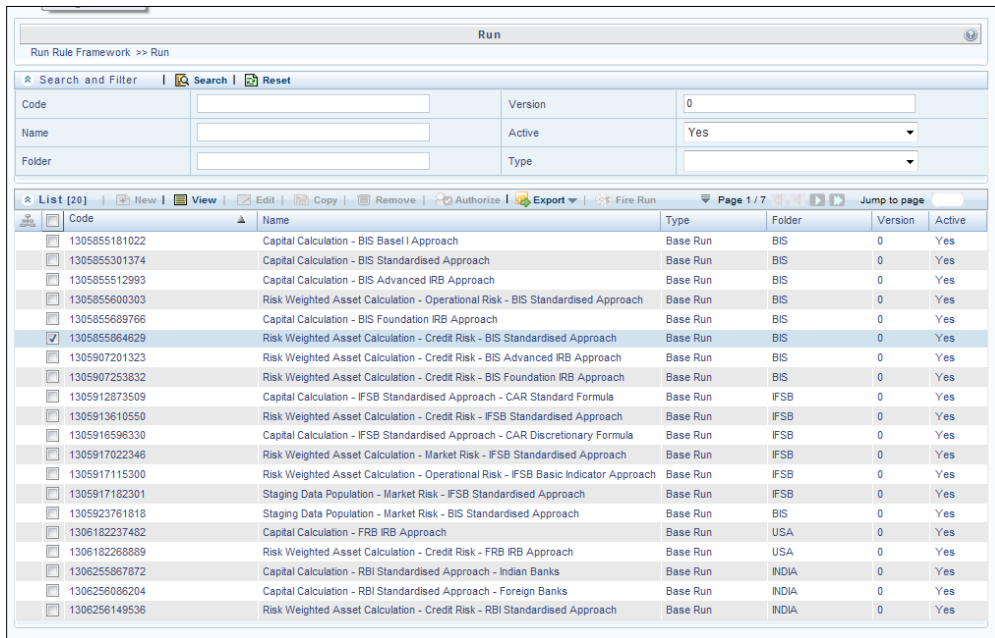 Run
Run Rule Framework >> Run
Search and Filter | Search | Reset
Code Version 0
Name Active Yes
Folder Type
List [20] | New | View | Edit | Copy | Remove | Authorize | Export | Fire Run Page 1 / 7 Jump to page
Code Name Type Folder Version Active
1305855181022 Capital Calculation - BIS Basel I Approach Base Run BIS 0 Yes
1305855301374 Capital Calculation - BIS Standardised Approach Base Run BIS 0 Yes
1305855512993 Capital Calculation - BIS Advanced IRB Approach Base Run BIS 0 Yes
1305855600303 Risk Weighted Asset Calculation - Operational Risk - BIS Standardised Approach Base Run BIS 0 Yes
1305855689766 Capital Calculation - BIS Foundation IRB Approach Base Run BIS 0 Yes
1305855864629 Risk Weighted Asset Calculation - Credit Risk - BIS Standardised Approach Base Run BIS 0 Yes
1305907201323 Risk Weighted Asset Calculation - Credit Risk - BIS Advanced IRB Approach Base Run BIS 0 Yes
1305907253832 Risk Weighted Asset Calculation - Credit Risk - BIS Foundation IRB Approach Base Run BIS 0 Yes
1305912873509 Capital Calculation - IFSB Standardised Approach - CAR Standard Formula Base Run IFSB 0 Yes
1305913610550 Risk Weighted Asset Calculation - Credit Risk - IFSB Standardised Approach Base Run IFSB 0 Yes
1305916596330 Capital Calculation - IFSB Standardised Approach - CAR Discretionary Formula Base Run IFSB 0 Yes
1305917022346 Risk Weighted Asset Calculation - Market Risk - IFSB Standardised Approach Base Run IFSB 0 Yes
1305917115300 Risk Weighted Asset Calculation - Operational Risk - IFSB Basic Indicator Approach Base Run IFSB 0 Yes
1305917182301 Staging Data Population - Market Risk - IFSB Standardised Approach Base Run IFSB 0 Yes
1305923761818 Staging Data Population - Market Risk - BIS Standardised Approach Base Run BIS 0 Yes
1306182237482 Capital Calculation - FRB IRB Approach Base Run USA 0 Yes
1306182268889 Risk Weighted Asset Calculation - Credit Risk - FRB IRB Approach Base Run USA 0 Yes
1306255867872 Capital Calculation - RBI Standardised Approach - Indian Banks Base Run INDIA 0 Yes
1306256086204 Capital Calculation - RBI Standardised Approach - Foreign Banks Base Run INDIA 0 Yes
1306256149536 Risk Weighted Asset Calculation - Credit Risk - RBI Standardised Approach Base Run INDIA 0 Yes